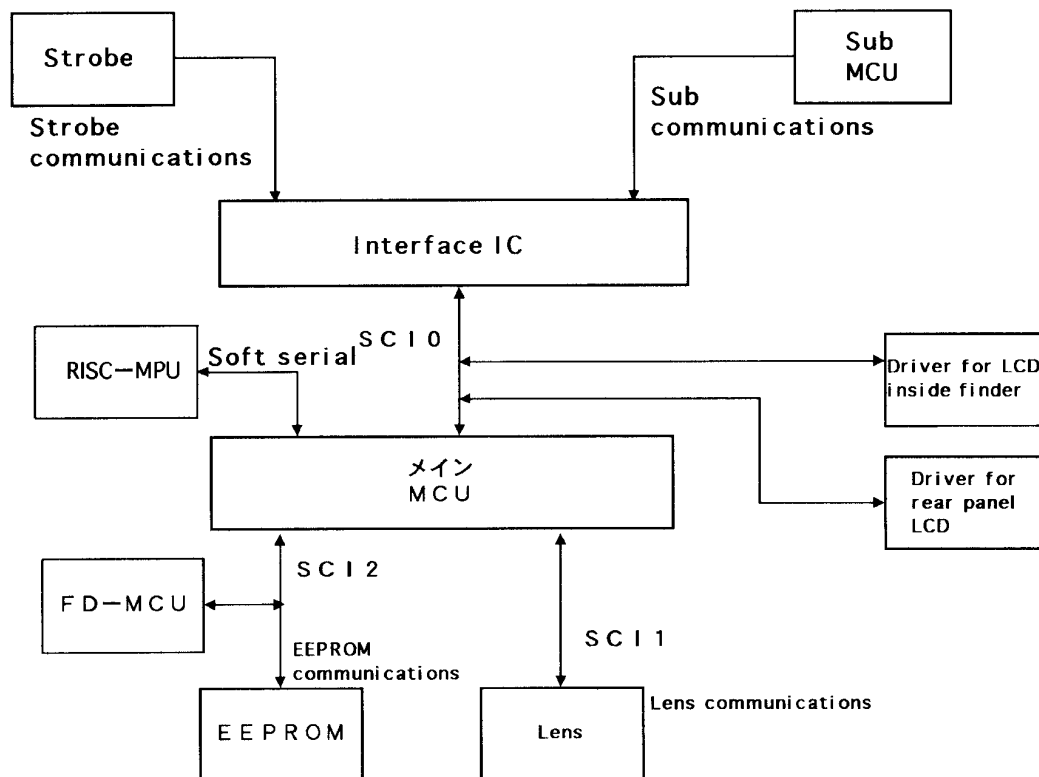 Strobe
Sub
MCU
Strobe
communications
Sub
communications
Interface IC
SCI0
Soft serial
RISC-MPU
Driver for LCD
inside finder
メイン
MCU
Driver for
rear panel
LCD
SCI2
FD-MCU
SCI1
EEPROM
communications
EEPROM
Lens
Lens communications